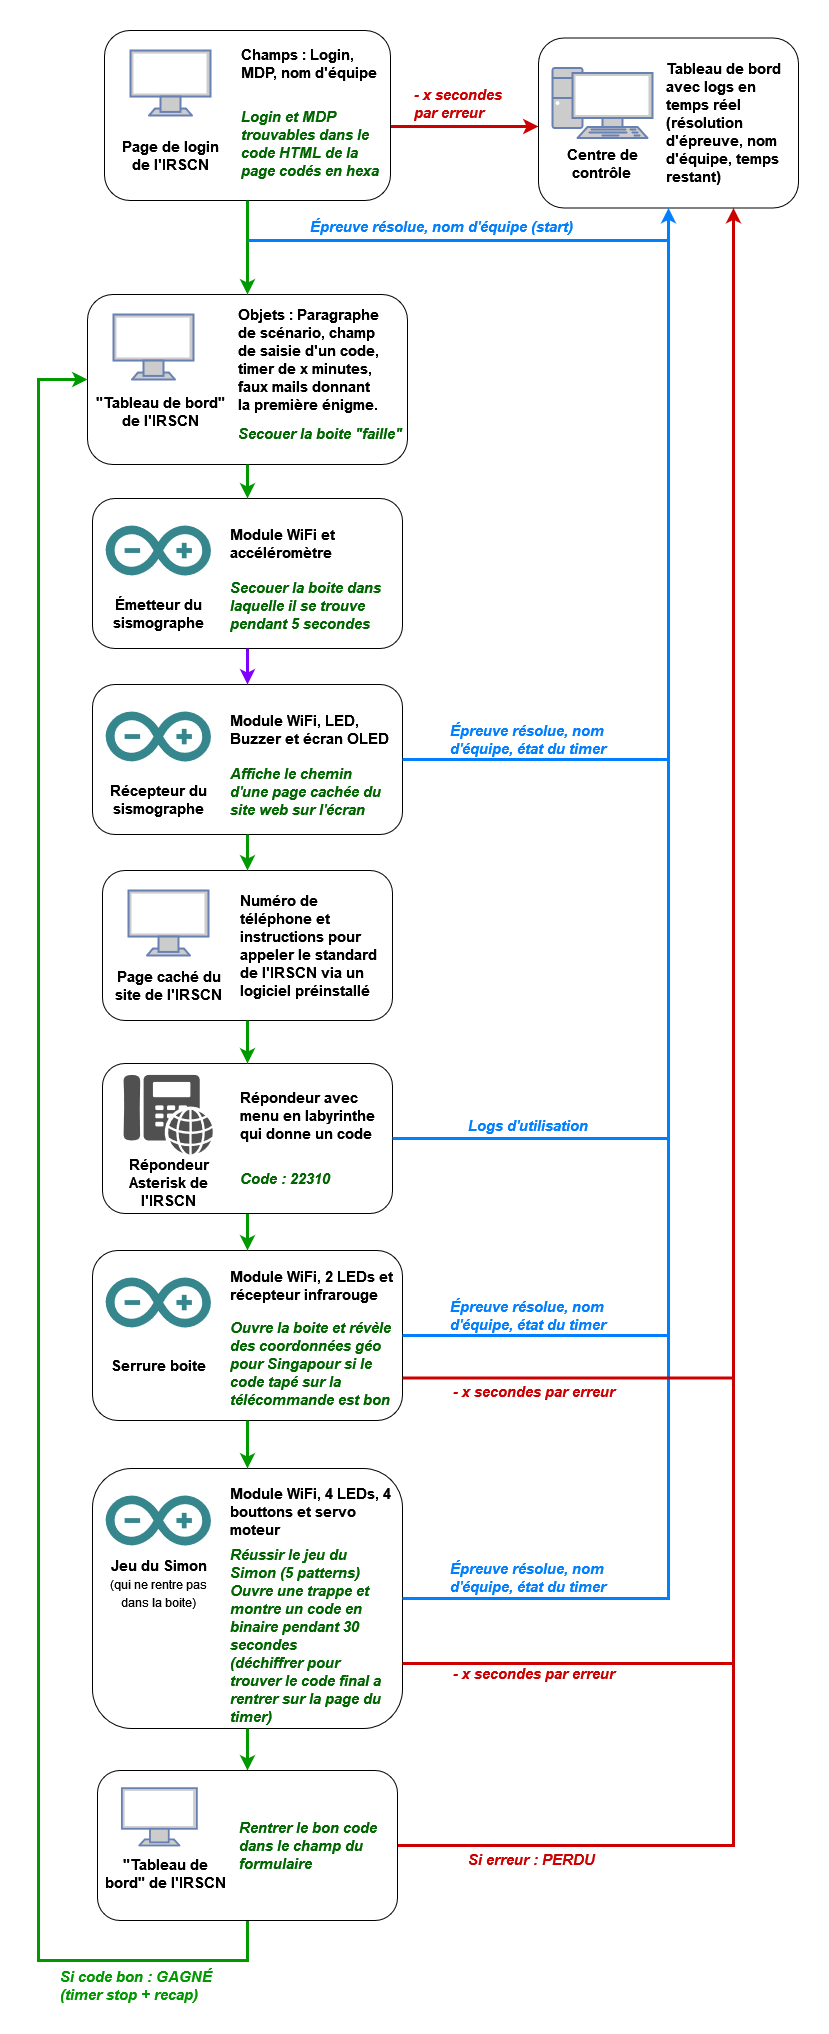 Champs : Login,
MDP, nom d'équipe
Login et MDP
trouvables dans le
code HTML de la
page codés en hexa
Page de login
de l'IRSCN
- x secondes
par erreur
Centre de
contrôle
Tableau de bord
avec logs en
temps réel
(résolution
d'épreuve, nom
d'équipe, temps
restant)
Épreuve résolue, nom d'équipe (start)
Objets : Paragraphe
de scénario, champ
de saisie d'un code,
timer de x minutes,
faux mails donnant
la première énigme.
Secouer la boite "faille"
"Tableau de bord"
de l'IRSCN
Module WiFi et
accéléromètre
Secouer la boite dans
laquelle il se trouve
pendant 5 secondes
Émetteur du
sismographe
Module WiFi, LED,
Buzzer et écran OLED
Affiche le chemin
d'une page cachée du
site web sur l'écran
Récepteur du
sismographe
Épreuve résolue, nom
d'équipe, état du timer
Numéro de
téléphone et
instructions pour
appeler le standard
de l'IRSCN via un
logiciel préinstallé
Page caché du
site de l'IRSCN
Répondeur avec
menu en labyrinthe
qui donne un code
Code : 22310
Répondeur
Asterisk de
l'IRSCN
Logs d'utilisation
Module WiFi, 2 LEDs et
récepteur infrarouge
Ouvre la boite et révèle
des coordonnées géo
pour Singapour si le
code tapé sur la
télécommande est bon
Serrure boite
Épreuve résolue, nom
d'équipe, état du timer
- x secondes par erreur
Module WiFi, 4 LEDs, 4
bouttons et servo
moteur
Réussir le jeu du
Simon (5 patterns)
Ouvre une trappe et
montre un code en
binaire pendant 30
secondes
(déchiffrer pour
trouver le code final a
rentrer sur la page du
timer)
Jeu du Simon
(qui ne rentre pas
dans la boite)
Épreuve résolue, nom
d'équipe, état du timer
- x secondes par erreur
Rentrer le bon code
dans le champ du
formulaire
"Tableau de
bord" de l'IRSCN
Si erreur : PERDU
Si code bon : GAGNÉ
(timer stop + recap)